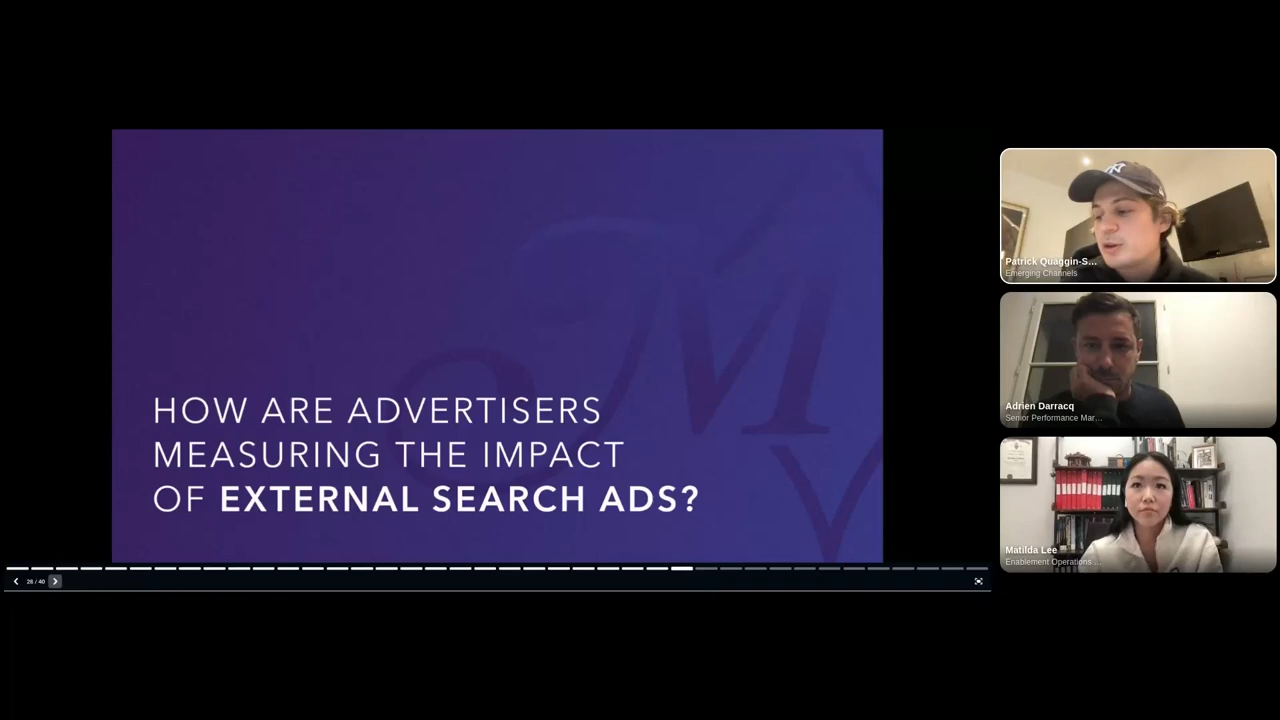 HOW ARE ADVERTISERS
MEASURING THE IMPACT
OF EXTERNAL SEARCH ADS?
28 / 40
Patrick Quaggin-S...
Emerging Channels
Adrien Darracq
Senior Performance Mar...
Matilda Lee
Enablement Operations ...